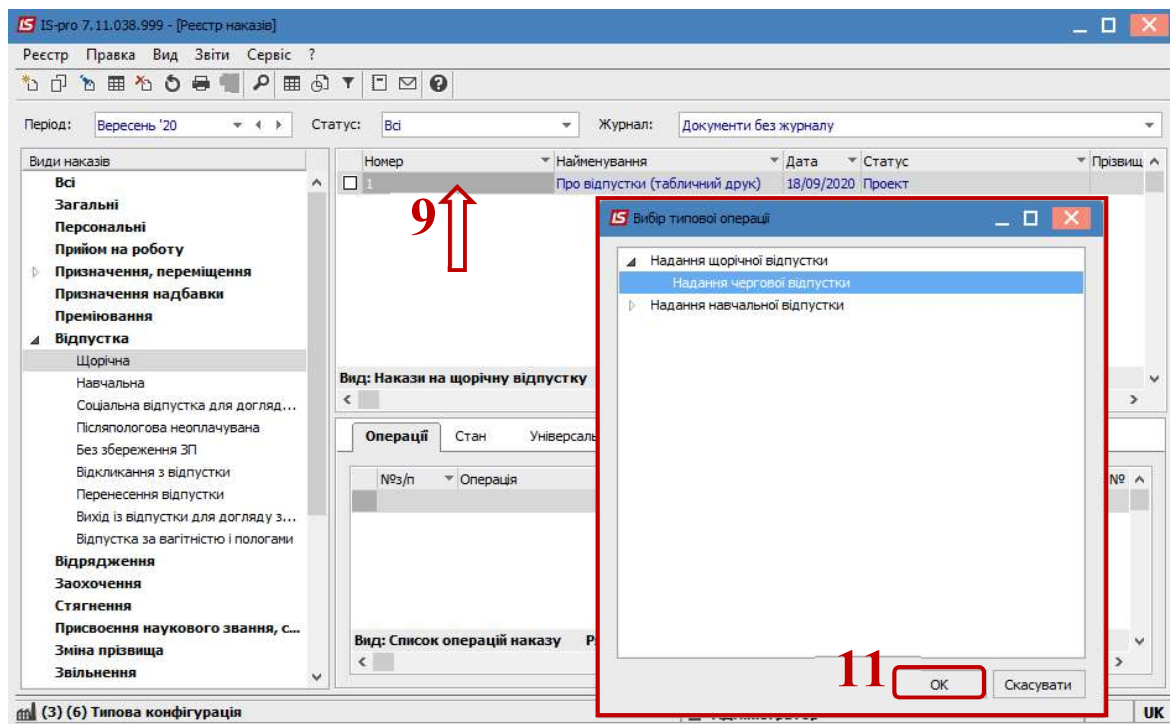 IS-pro 7.11.038.999 - [Реєстр наказів]
Реєстр Правка Вид Звіти Сервіс ?
Період: Вересень '20 Статус: Всі Журнал: Документи без журналу
Види наказів
Всі
Загальні
Персональні
Прийом на роботу
Призначення, переміщення
Призначення надбавки
Преміювання
Відпустка
Щорічна
Навчальна
Соціальна відпустка для догляд...
Післяпологова неоплачувана
Без збереження ЗП
Відкликання з відпустки
Перенесення відпустки
Вихід із відпустки для догляду з...
Відпустка за вагітністю і пологами
Відрядження
Заохочення
Стягнення
Присвоєння наукового звання, с...
Зміна прізвища
Звільнення
Номер Найменування Дата Статус Прізвищ
1 Про відпустки (табличний друк) 18/09/2020 Проект
9
Вид: Накази на щорічну відпустку
Операції Стан Універсаль
№з/п Операція №
Вид: Список операцій наказу
Вибір типової операції
Надання щорічної відпустки
Надання чергової відпустки
Надання навчальної відпустки
11
OK Скасувати
(3) (6) Типова конфігурація UK